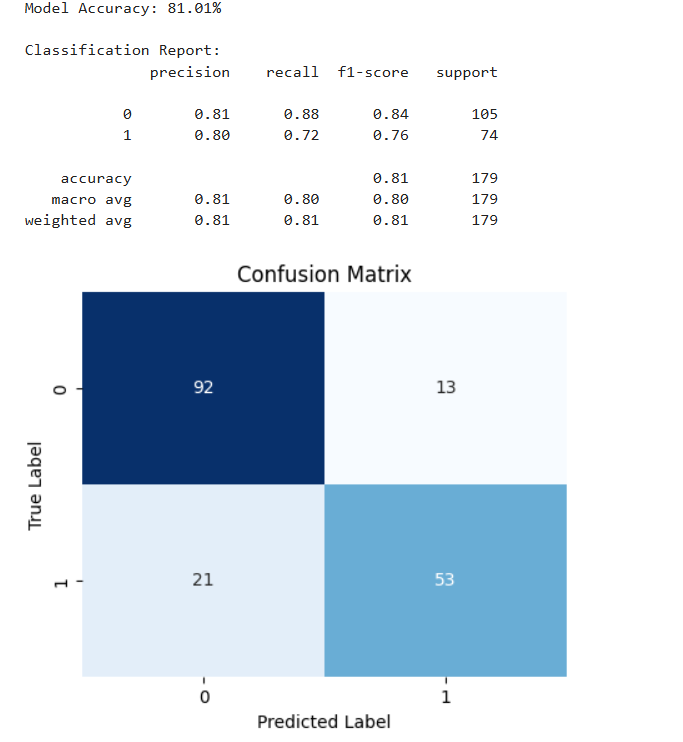 Model Accuracy: 81.01%
Classification Report:
precision recall f1-score support
0 0.81 0.88 0.84 105
1 0.80 0.72 0.76 74
accuracy 0.81 179
macro avg 0.81 0.80 0.80 179
weighted avg 0.81 0.81 0.81 179
Confusion Matrix
True Label
0
92 13
1
21 53
0 1
Predicted Label